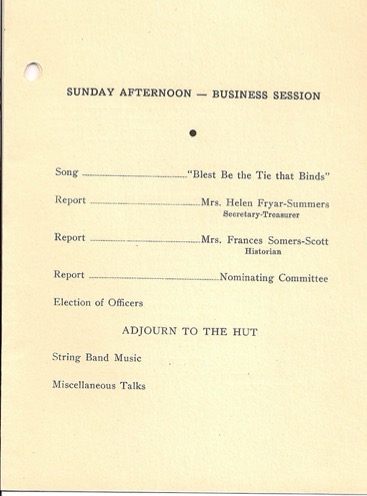 SUNDAY AFTERNOON — BUSINESS SESSION
●
Song ........................................ "Blest Be the Tie that Binds"
Report ........................................ Mrs. Helen Fryar-Summers
Secretary-Treasurer
Report ........................................ Mrs. Frances Somers-Scott
Historian
Report ........................................ Nominating Committee
Election of Officers
ADJOURN TO THE HUT
String Band Music
Miscellaneous Talks